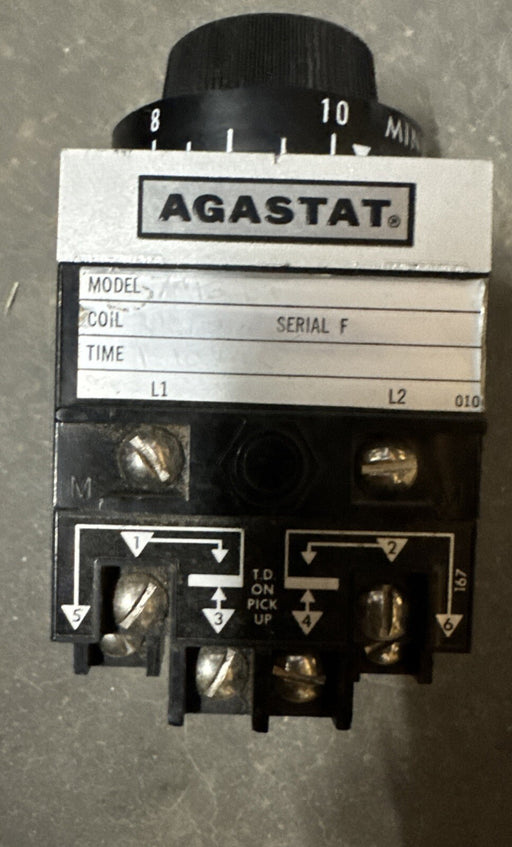 8 10 MIN
AGASTAT®
MODEL
COIL SERIAL F
TIME
L1 L2 010
M
1 2
T.D.
ON
PICK
UP
167
5 3 4 6